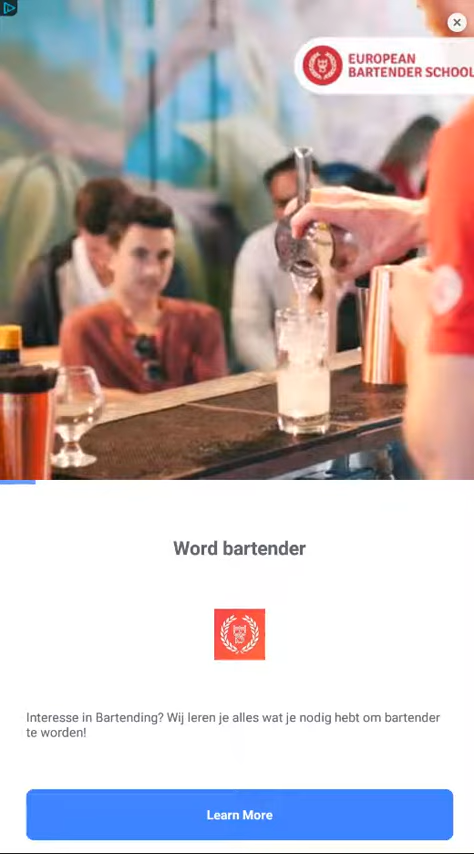 EUROPEAN
BARTENDER SCHOOL
Word bartender
Interesse in Bartending? Wij leren je alles wat je nodig hebt om bartender
te worden!
Learn More